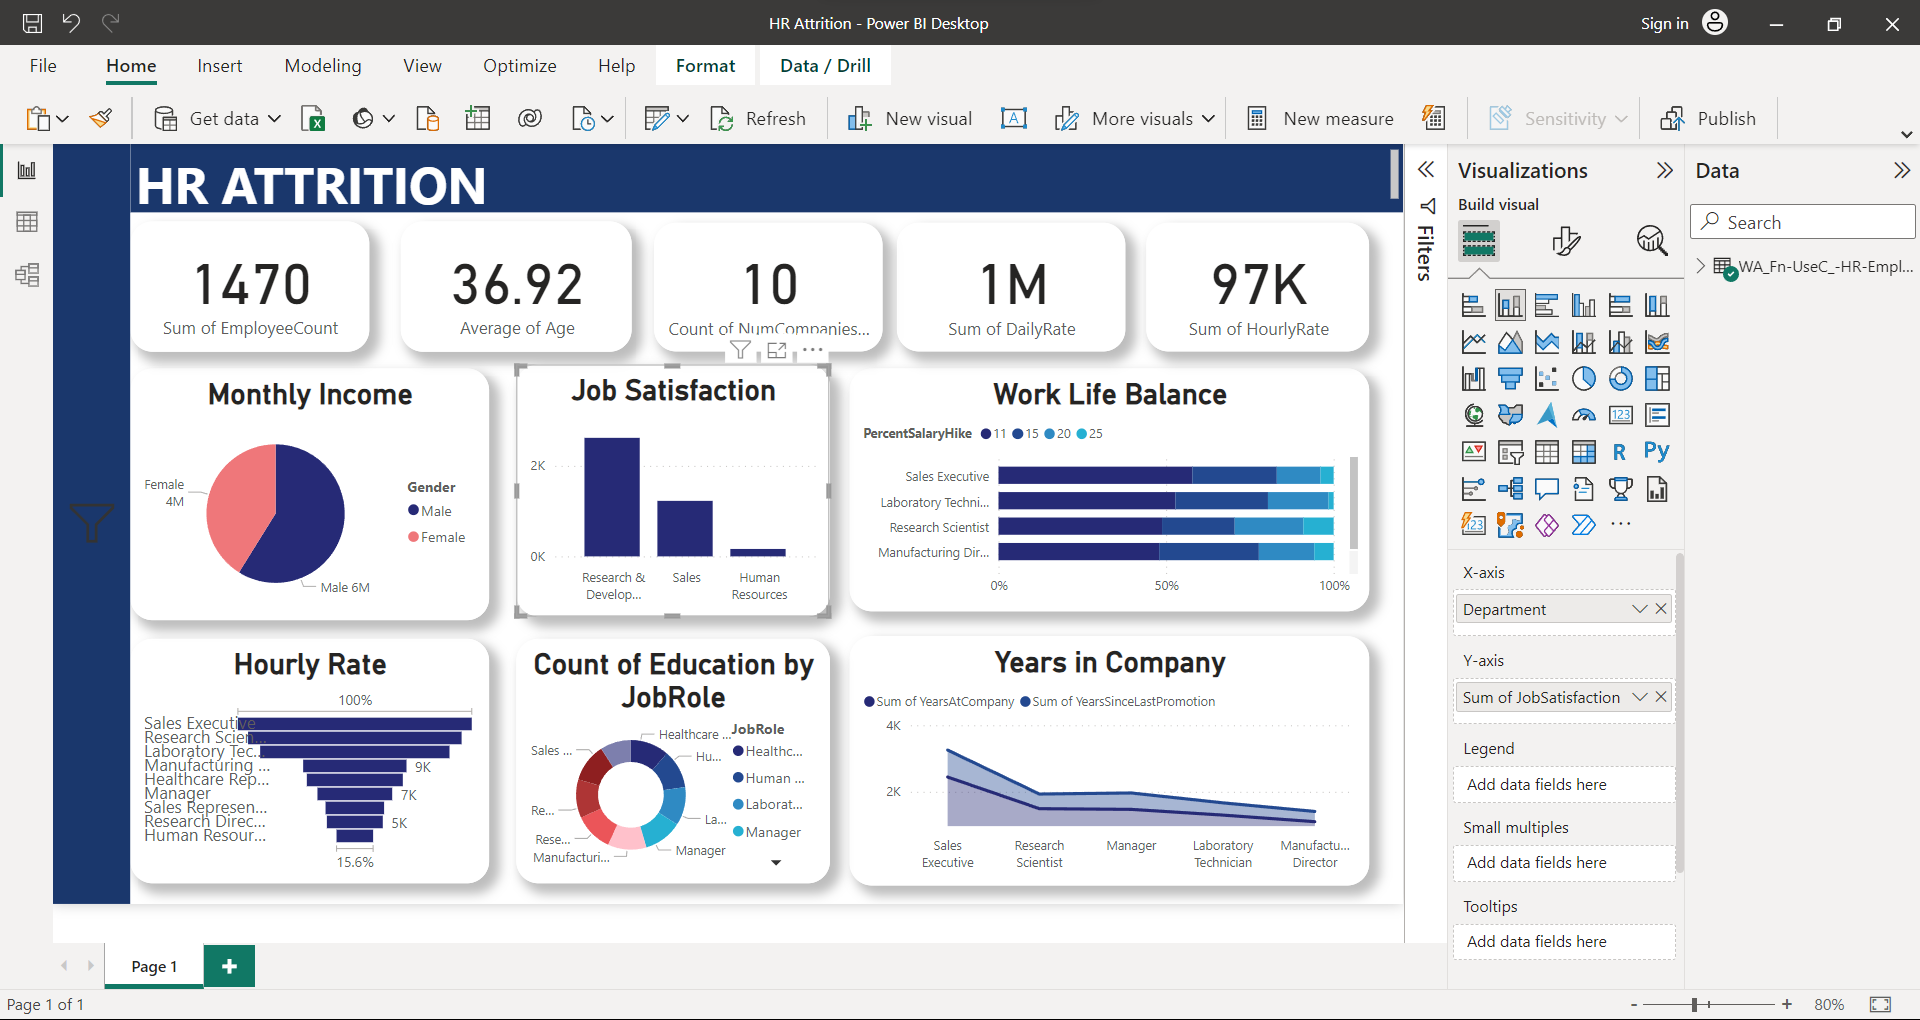 HR Attrition - Power BI Desktop
Sign in
File Home Insert Modeling View Optimize Help Format Data / Drill
Get data
Refresh
New visual
A
More visuals
New measure
Sensitivity
Publish
HR ATTRITION
1470
Sum of EmployeeCount
36.92
Average of Age
10
Count of NumCompanies...
1M
Sum of DailyRate
97K
Sum of HourlyRate
Monthly Income
Female
4M
Male 6M
Gender
Male
Female
Job Satisfaction
2K
0K
Research &
Develop...
Sales
Human
Resources
Work Life Balance
PercentSalaryHike 11 15 20 25
Sales Executive
Laboratory Techni...
Research Scientist
Manufacturing Dir...
0% 50% 100%
Hourly Rate
100%
Sales Executive
Research Scien...
Laboratory Tec...
Manufacturing ... 9K
Healthcare Rep...
Manager 7K
Sales Represen...
Research Direc... 5K
Human Resour...
15.6%
Count of Education by
JobRole
Healthcare ...
Hu...
La...
Manager
Manufacturi...
Rese...
Re...
Sales ...
JobRole
Healthc...
Human ...
Laborat...
Manager
Years in Company
Sum of YearsAtCompany Sum of YearsSinceLastPromotion
4K
2K
Sales
Executive
Research
Scientist
Manager
Laboratory
Technician
Manufactu...
Director
Filters
Visualizations
Build visual
123
R
Py
123
X-axis
Department
Y-axis
Sum of JobSatisfaction
Legend
Add data fields here
Small multiples
Add data fields here
Tooltips
Add data fields here
Data
Search
WA_Fn-UseC_-HR-Empl...
Page 1
+
Page 1 of 1
- + 80%